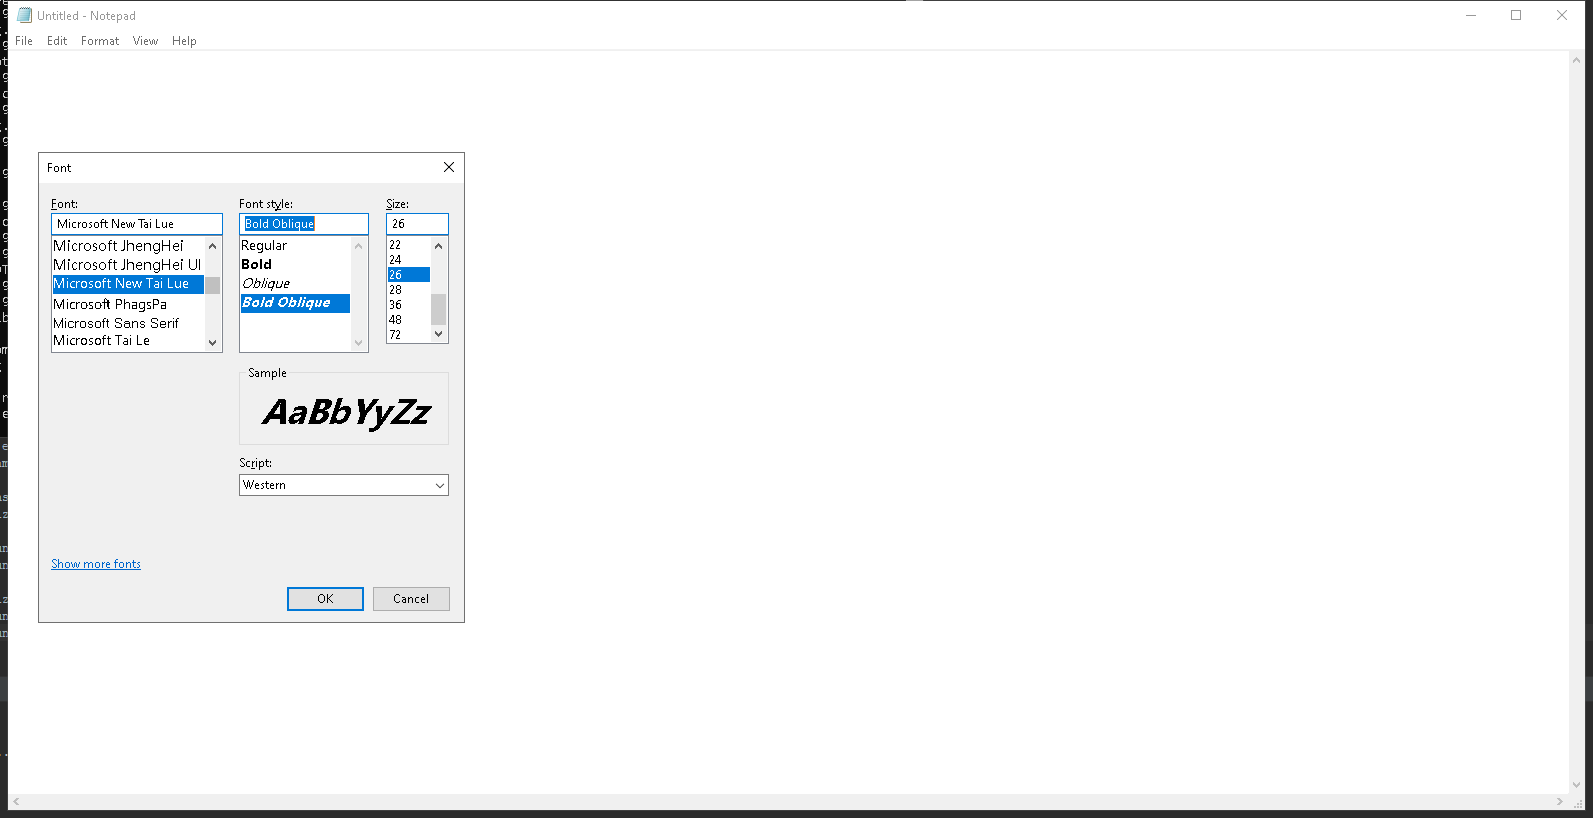 Untitled - Notepad
File Edit Format View Help
Font
Font:
Microsoft New Tai Lue
Microsoft JhengHei
Microsoft JhengHei UI
Microsoft New Tai Lue
Microsoft PhagsPa
Microsoft Sans Serif
Microsoft Tai Le
Font style:
Bold Oblique
Regular
Bold
Oblique
Bold Oblique
Size:
26
22
24
26
28
36
48
72
Sample
AaBbYyZz
Script:
Western
Show more fonts
OK Cancel